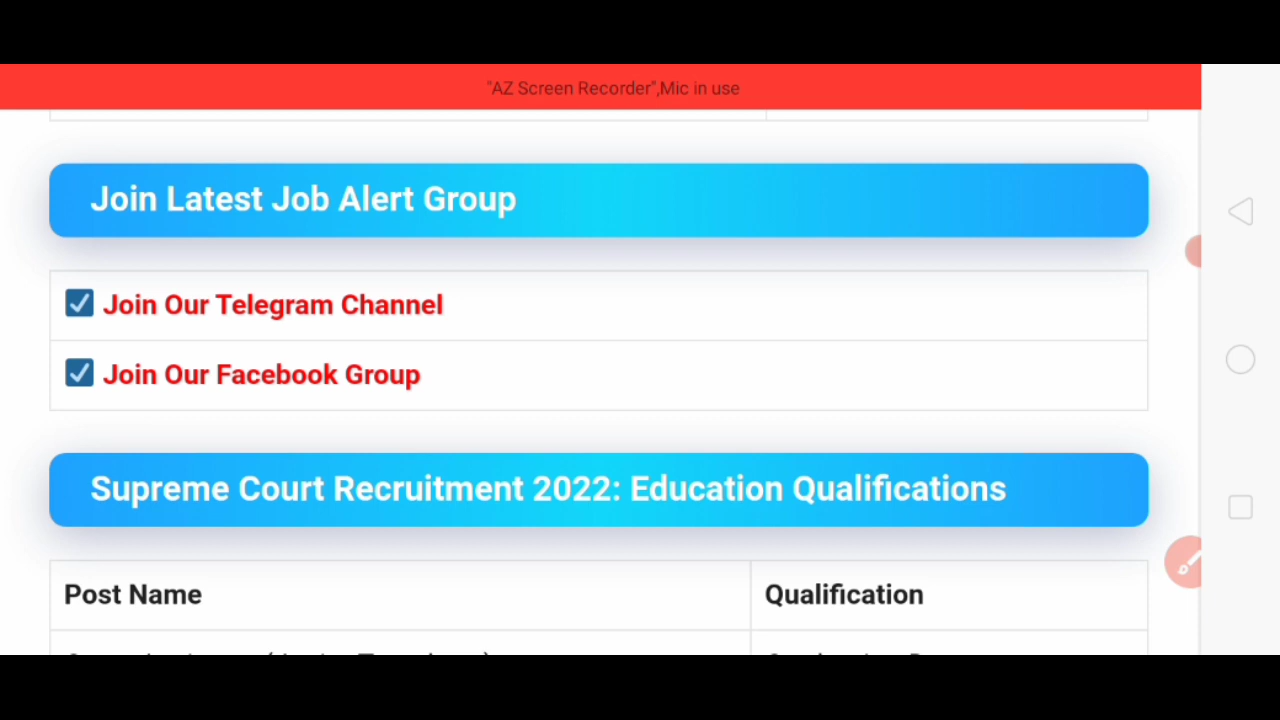 "AZ Screen Recorder",Mic in use
Join Latest Job Alert Group
Join Our Telegram Channel
Join Our Facebook Group
Supreme Court Recruitment 2022: Education Qualifications
Post Name
Qualification